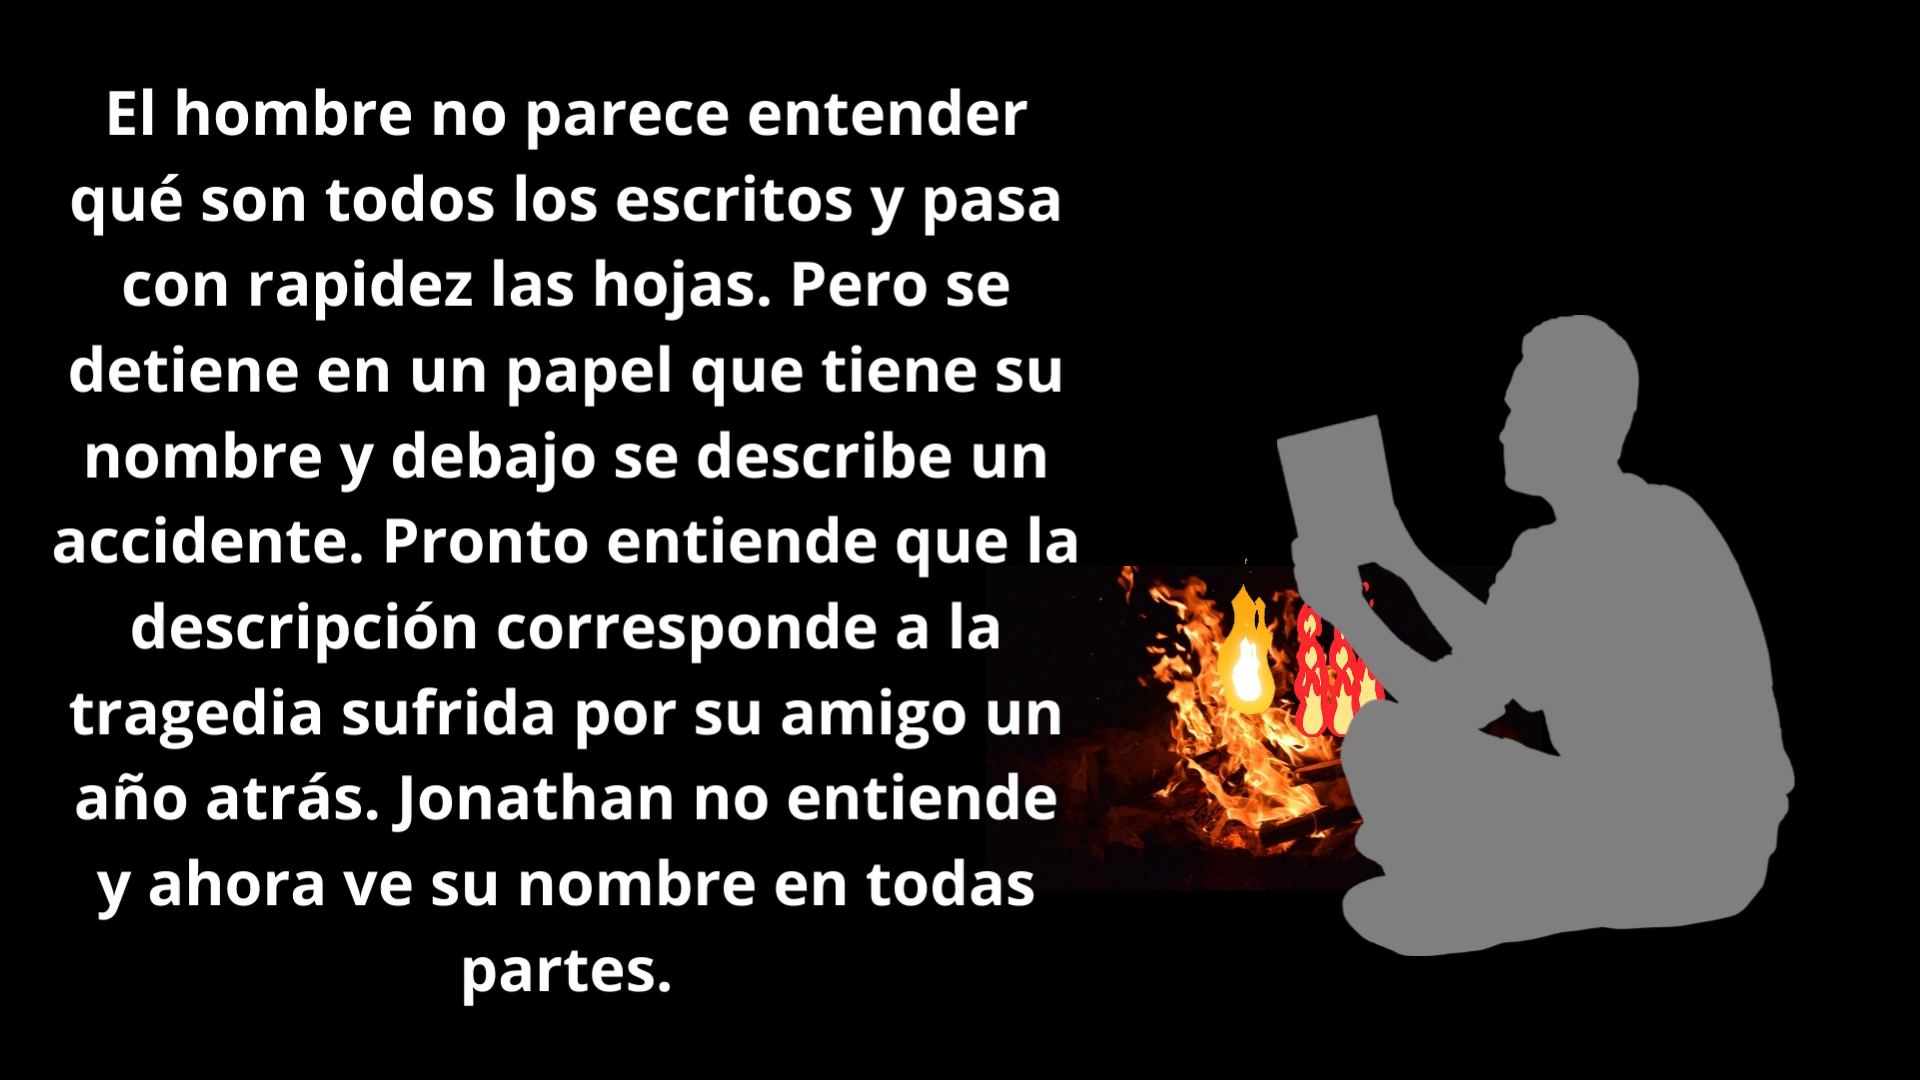 El hombre no parece entender
qué son todos los escritos y pasa
con rapidez las hojas. Pero se
detiene en un papel que tiene su
nombre y debajo se describe un
accidente. Pronto entiende que la
descripción corresponde a la
tragedia sufrida por su amigo un
año atrás. Jonathan no entiende
y ahora ve su nombre en todas
partes.